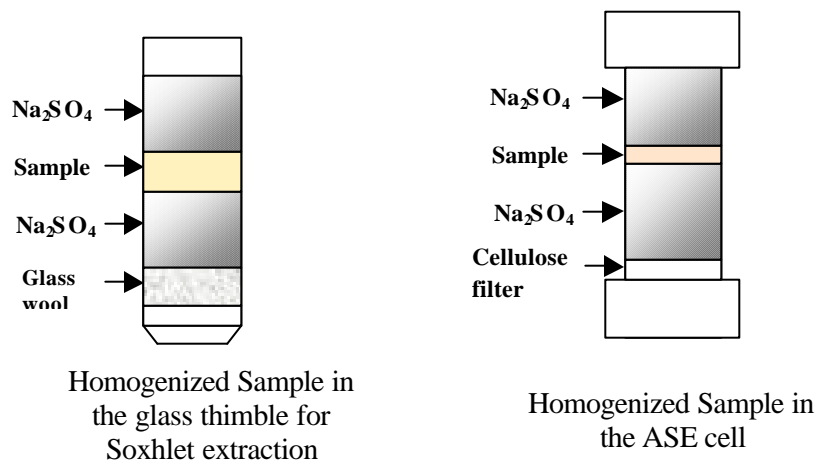 Na₂SO₄
Sample
Na₂SO₄
Glass
wool
Homogenized Sample in
the glass thimble for
Soxhlet extraction
Na₂SO₄
Sample
Na₂SO₄
Cellulose
filter
Homogenized Sample in
the ASE cell